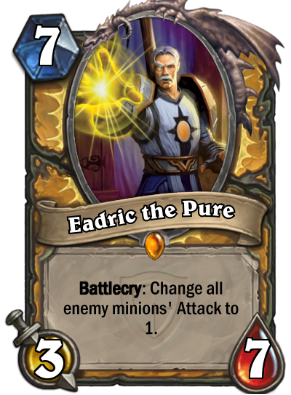 7
Eadric the Pure
Battlecry: Change all
enemy minions' Attack to
1.
3
7